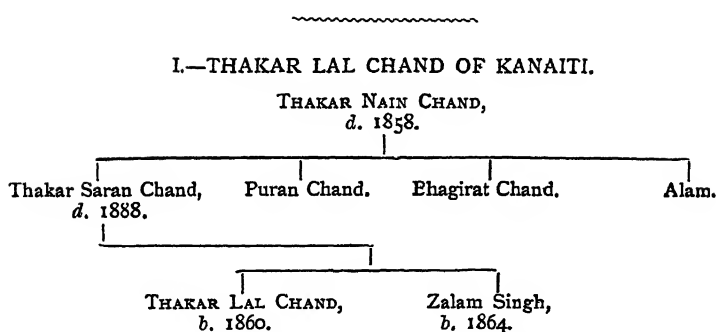 I.—THAKAR LAL CHAND OF KANAITI.
THAKAR NAIN CHAND,
d. 1858.
Thakar Saran Chand, Puran Chand. Bhagirat Chand. Alam.
d. 1888.
THAKAR LAL CHAND, Zalam Singh,
b. 1860. b. 1864.